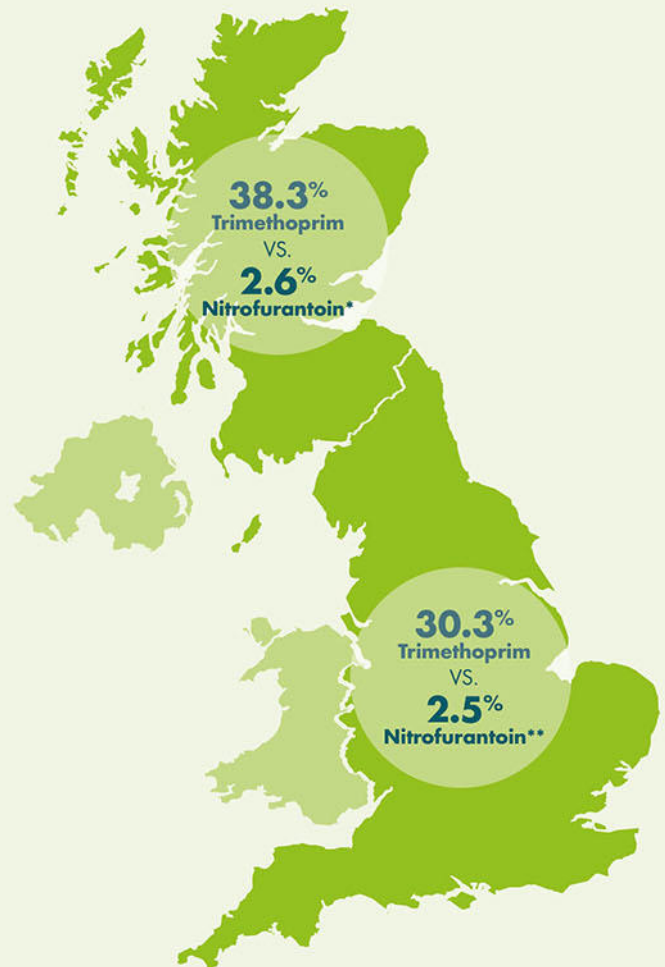 38.3%
Trimethoprim
VS.
2.6%
Nitrofurantoin*
30.3%
Trimethoprim
VS.
2.5%
Nitrofurantoin**